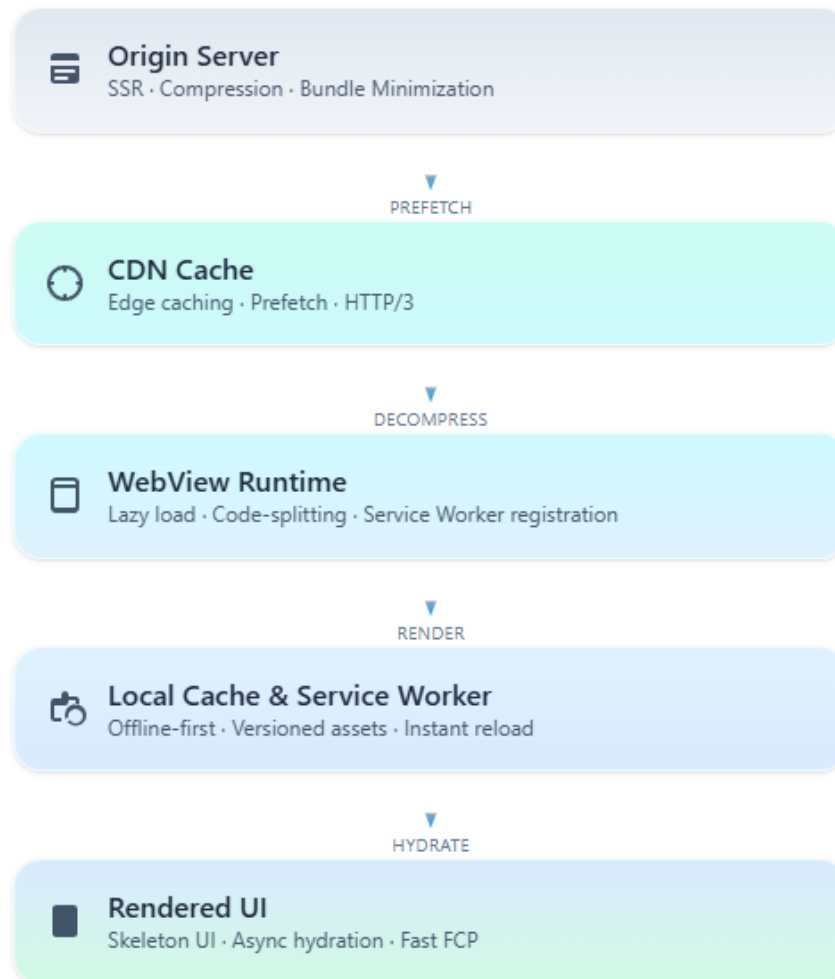 Origin Server
SSR · Compression · Bundle Minimization
PREFETCH
CDN Cache
Edge caching · Prefetch · HTTP/3
DECOMPRESS
WebView Runtime
Lazy load · Code-splitting · Service Worker registration
RENDER
Local Cache & Service Worker
Offline-first · Versioned assets · Instant reload
HYDRATE
Rendered UI
Skeleton UI · Async hydration · Fast FCP